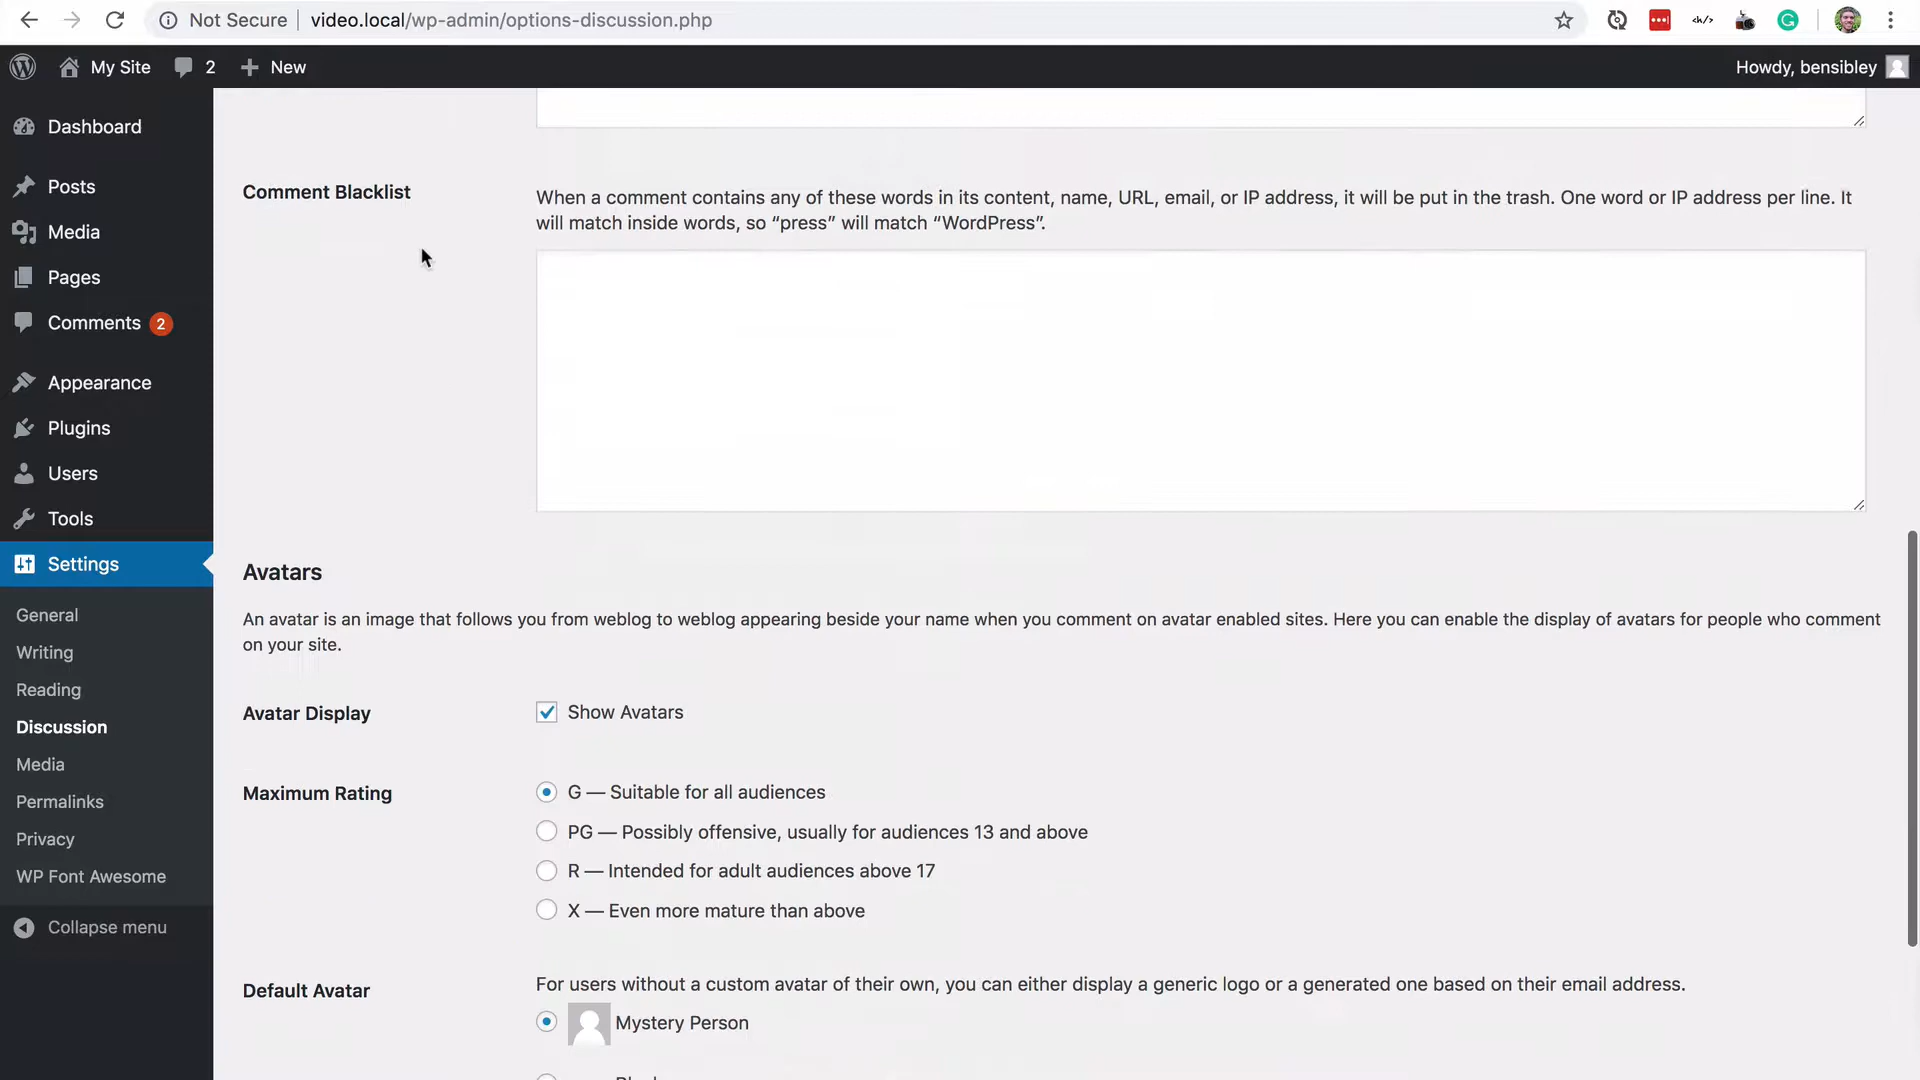 Not Secure
video.local/wp-admin/options-discussion.php
My Site
2
New
Howdy, bensibley
Dashboard
Posts
Media
Pages
Comments 2
Appearance
Plugins
Users
Tools
Settings
General
Writing
Reading
Discussion
Media
Permalinks
Privacy
WP Font Awesome
Collapse menu
Comment Blacklist
When a comment contains any of these words in its content, name, URL, email, or IP address, it will be put in the trash. One word or IP address per line. It
will match inside words, so “press” will match “WordPress”.
Avatars
An avatar is an image that follows you from weblog to weblog appearing beside your name when you comment on avatar enabled sites. Here you can enable the display of avatars for people who comment
on your site.
Avatar Display
Show Avatars
Maximum Rating
G — Suitable for all audiences
PG — Possibly offensive, usually for audiences 13 and above
R — Intended for adult audiences above 17
X — Even more mature than above
Default Avatar
For users without a custom avatar of their own, you can either display a generic logo or a generated one based on their email address.
Mystery Person